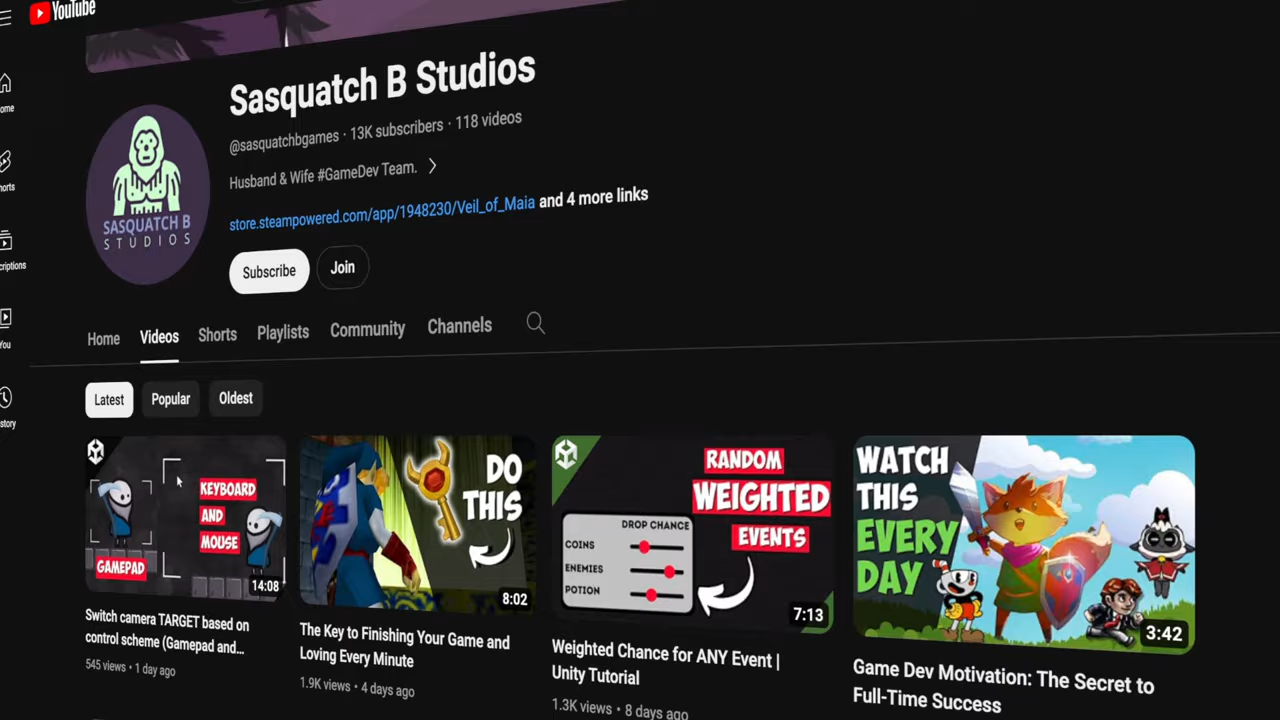 YouTube
Sasquatch B Studios
@sasquatchbgames · 13K subscribers · 118 videos
Husband & Wife #GameDev Team.
store.steampowered.com/app/1948230/Veil_of_Maia and 4 more links
Subscribe
Join
SASQUATCH B
STUDIOS
Home
Videos
Shorts
Playlists
Community
Channels
Latest
Popular
Oldest
ome
orts
criptions
You
story
KEYBOARD
AND
MOUSE
GAMEPAD
14:08
Switch camera TARGET based on
control scheme (Gamepad and...
545 views · 1 day ago
DO
THIS
8:02
The Key to Finishing Your Game and
Loving Every Minute
1.9K views · 4 days ago
RANDOM
WEIGHTED
EVENTS
DROP CHANCE
COINS
ENEMIES
POTION
7:13
Weighted Chance for ANY Event |
Unity Tutorial
1.3K views · 8 days ago
WATCH
THIS
EVERY
DAY
3:42
Game Dev Motivation: The Secret to
Full-Time Success